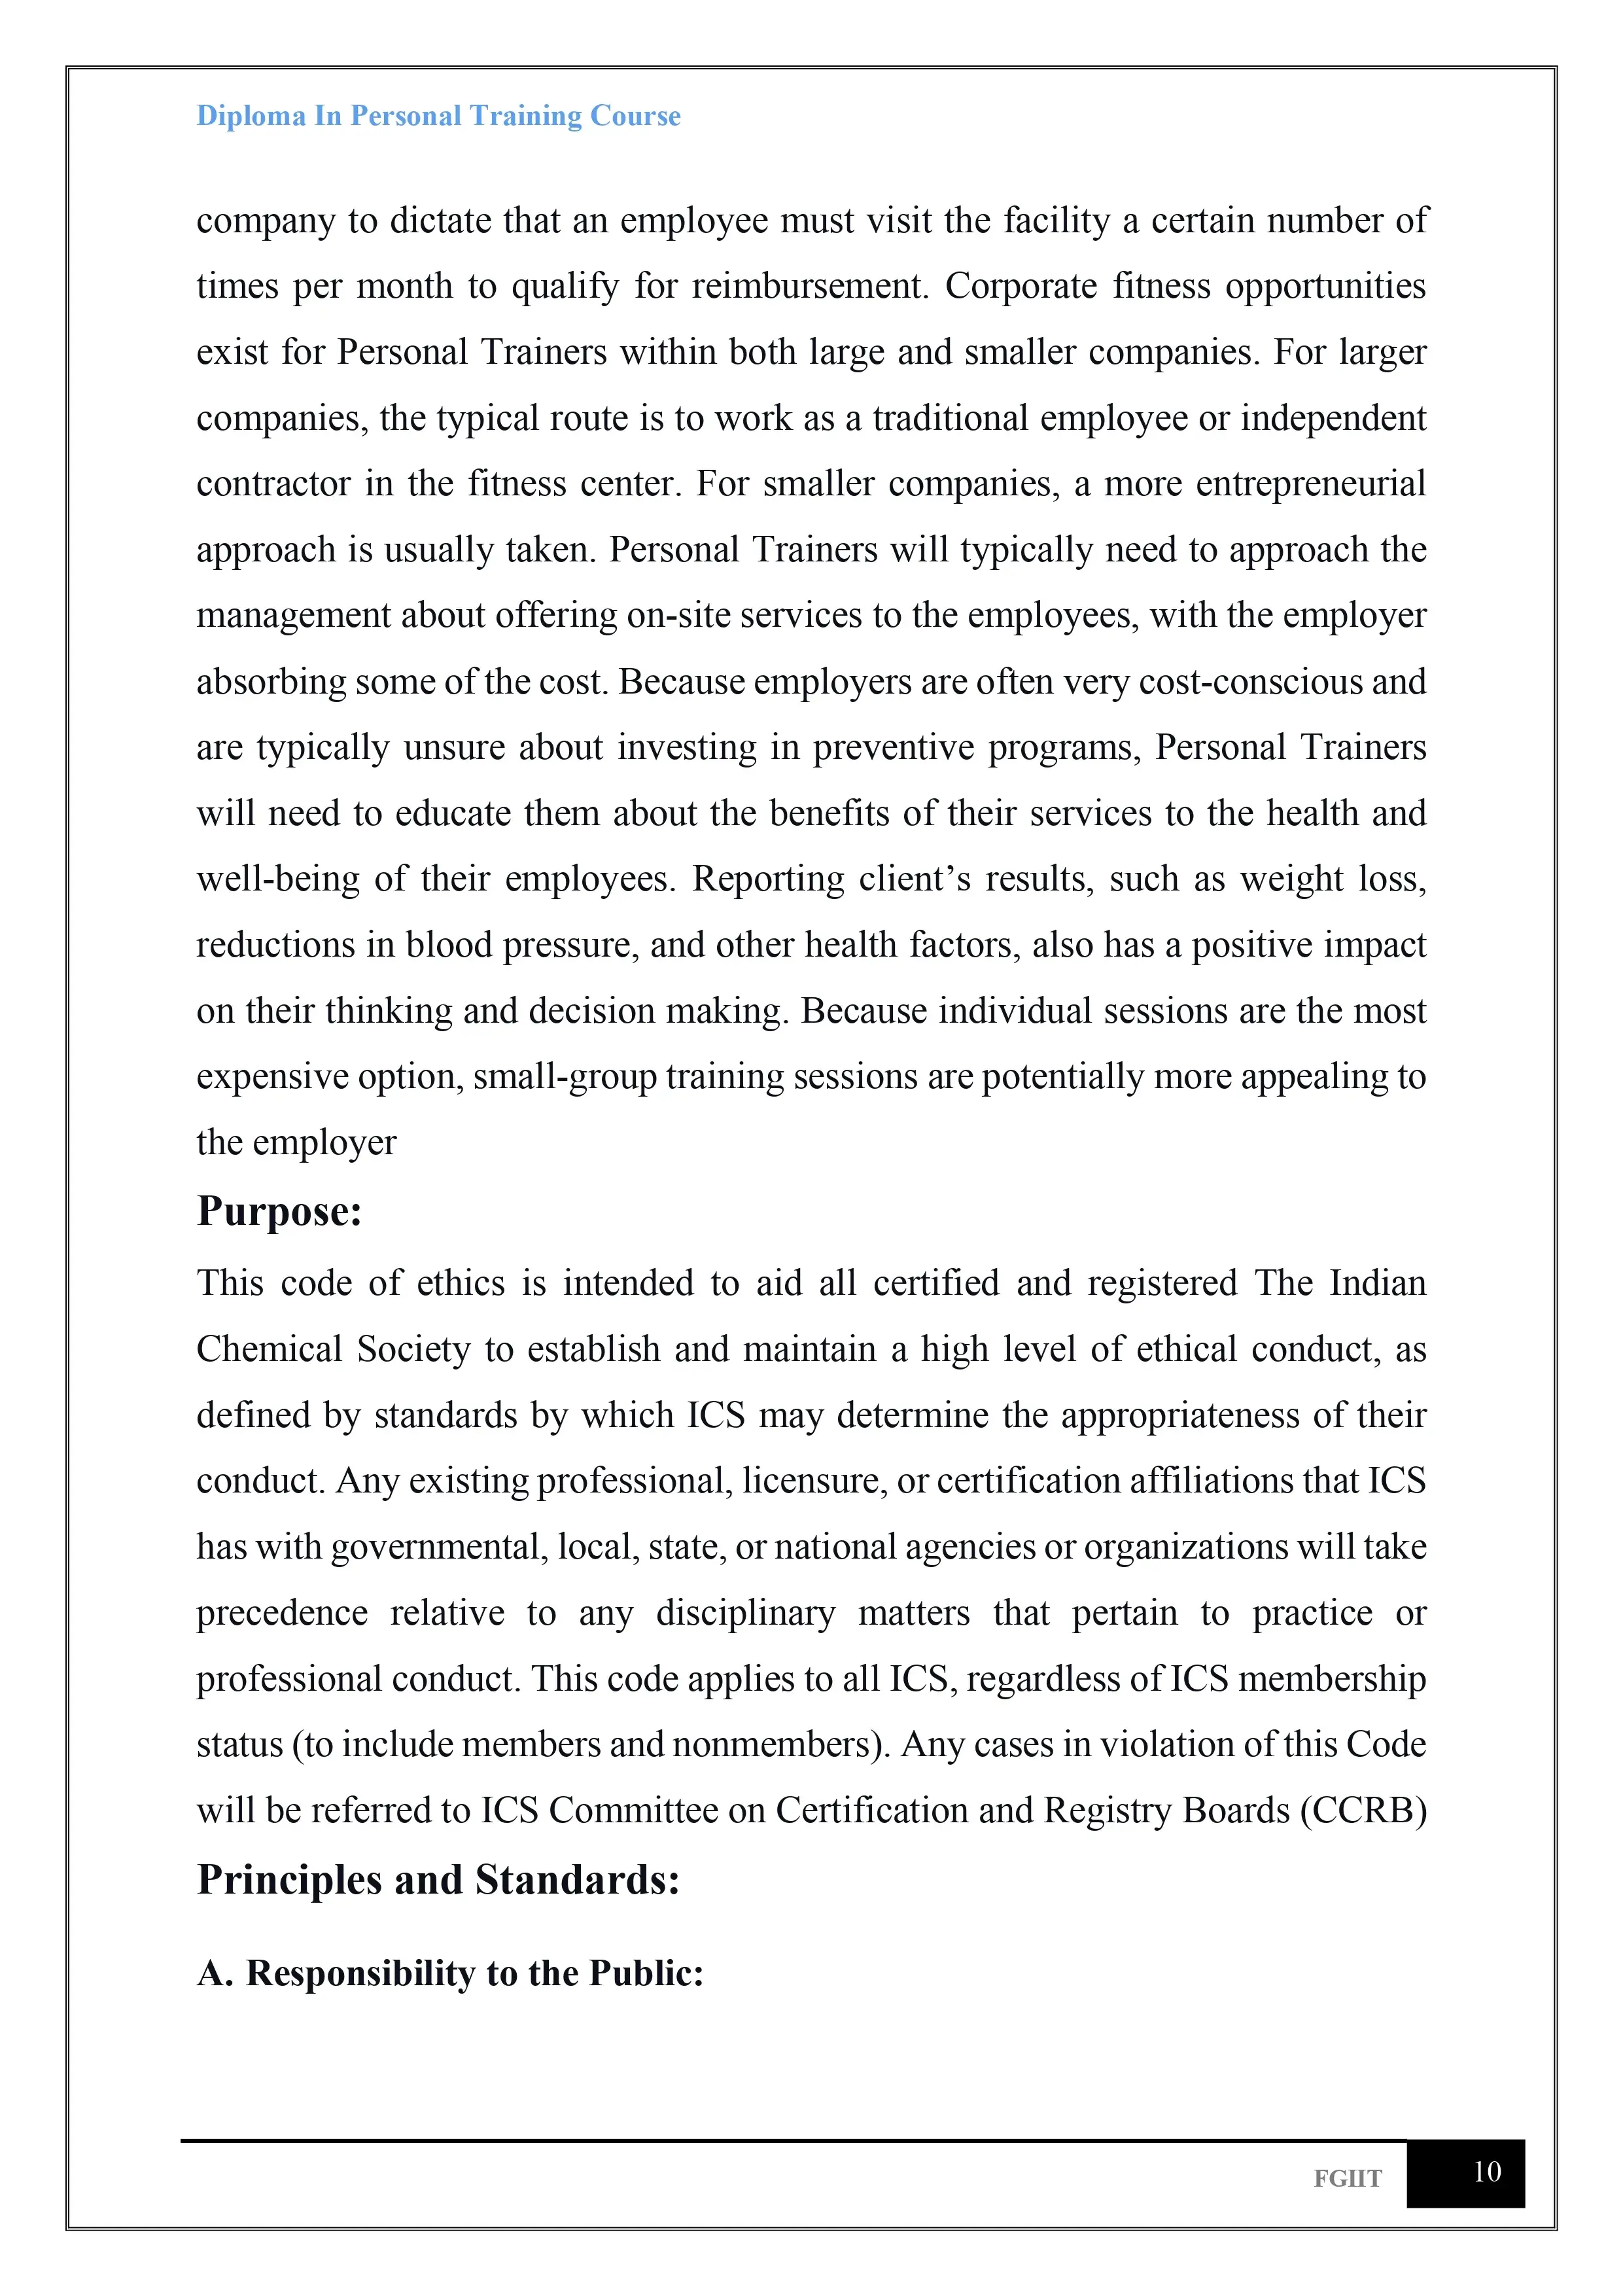 Diploma In Personal Training Course
company to dictate that an employee must visit the facility a certain number of
times per month to qualify for reimbursement. Corporate fitness opportunities
exist for Personal Trainers within both large and smaller companies. For larger
companies, the typical route is to work as a traditional employee or independent
contractor in the fitness center. For smaller companies, a more entrepreneurial
approach is usually taken. Personal Trainers will typically need to approach the
management about offering on-site services to the employees, with the employer
absorbing some of the cost. Because employers are often very cost-conscious and
are typically unsure about investing in preventive programs, Personal Trainers
will need to educate them about the benefits of their services to the health and
well-being of their employees. Reporting client’s results, such as weight loss,
reductions in blood pressure, and other health factors, also has a positive impact
on their thinking and decision making. Because individual sessions are the most
expensive option, small-group training sessions are potentially more appealing to
the employer
Purpose:
This code of ethics is intended to aid all certified and registered The Indian
Chemical Society to establish and maintain a high level of ethical conduct, as
defined by standards by which ICS may determine the appropriateness of their
conduct. Any existing professional, licensure, or certification affiliations that ICS
has with governmental, local, state, or national agencies or organizations will take
precedence relative to any disciplinary matters that pertain to practice or
professional conduct. This code applies to all ICS, regardless of ICS membership
status (to include members and nonmembers). Any cases in violation of this Code
will be referred to ICS Committee on Certification and Registry Boards (CCRB)
Principles and Standards:
A. Responsibility to the Public:
FGIIT 10